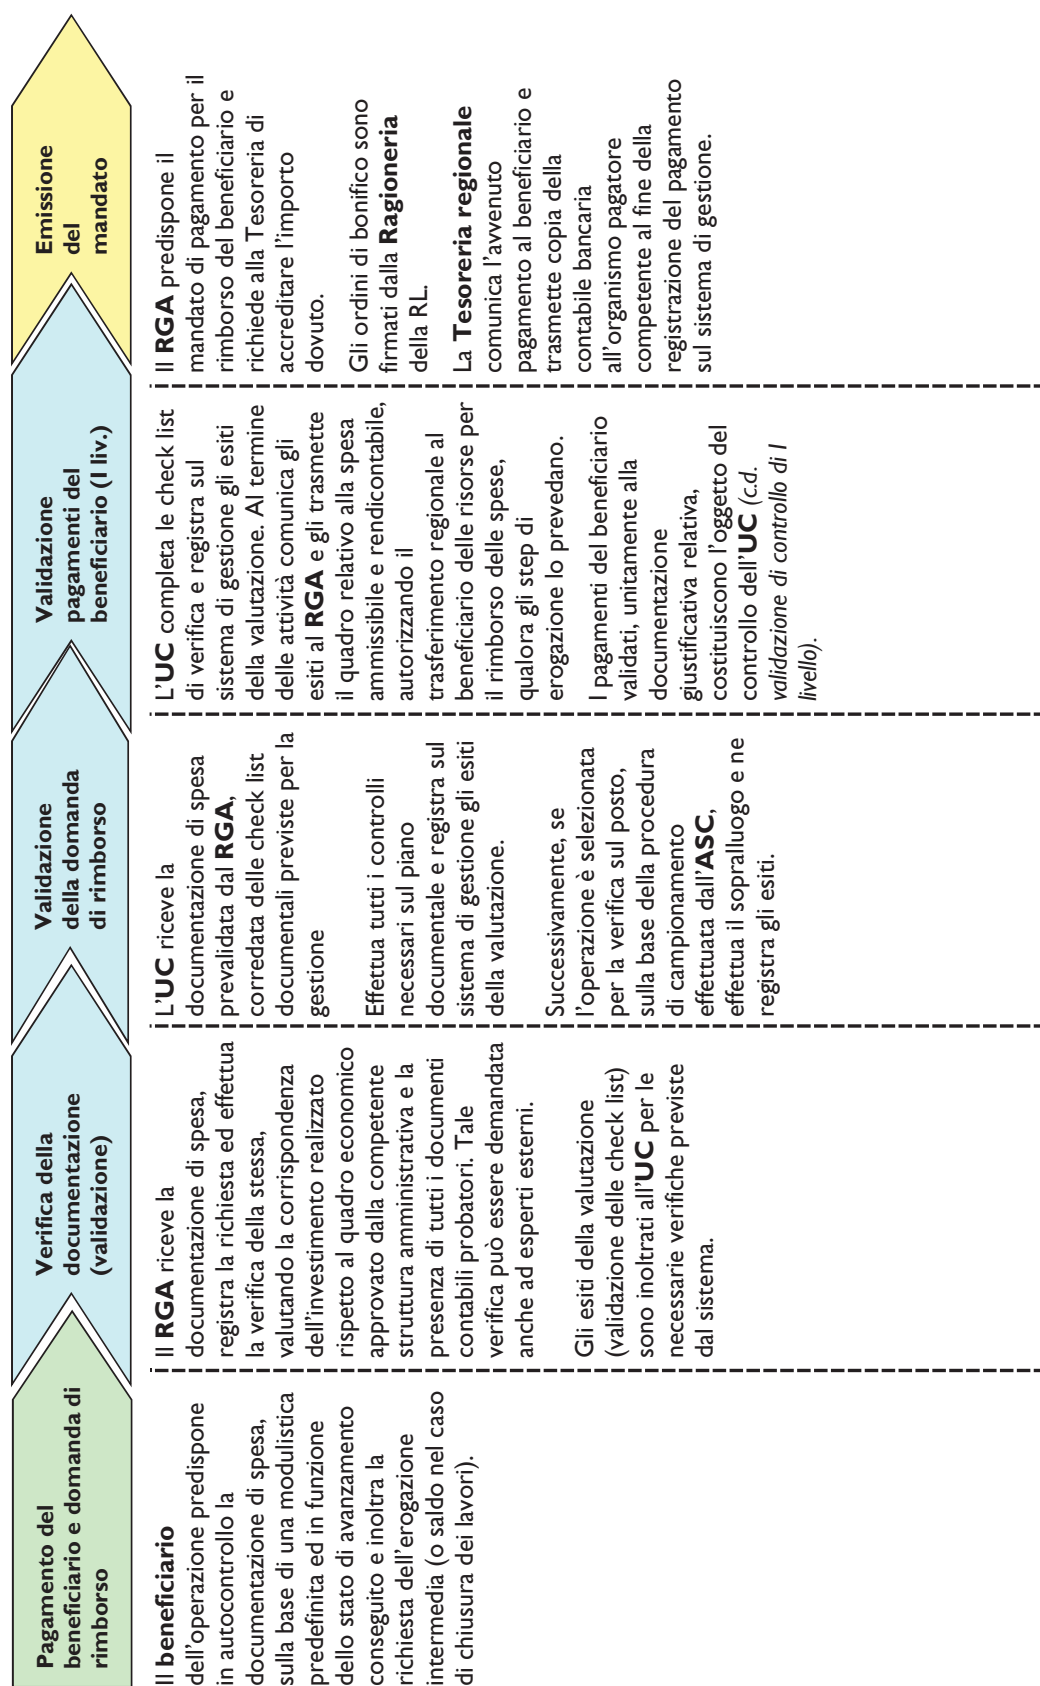 Pagamento del
beneficiario e domanda di
rimborso
Il beneficiario
dell'operazione predispone
in autocontrollo la
documentazione di spesa,
sulla base di una modulistica
predefinita ed in funzione
dello stato di avanzamento
conseguito e inoltra la
richiesta dell'erogazione
intermedia (o saldo nel caso
di chiusura dei lavori).
Verifica della
documentazione
(validazione)
Il RGA riceve la
documentazione di spesa,
registra la richiesta ed effettua
la verifica della stessa,
valutando la corrispondenza
dell'investimento realizzato
rispetto al quadro economico
approvato dalla competente
struttura amministrativa e la
presenza di tutti i documenti
contabili probatori. Tale
verifica può essere demandata
anche ad esperti esterni.
Gli esiti della valutazione
(validazione delle check list)
sono inoltrati all'UC per le
necessarie verifiche previste
dal sistema.
Validazione
della domanda
di rimborso
L'UC riceve la
documentazione di spesa
prevalidata dal RGA,
corredata delle check list
documentali previste per la
gestione
Effettua tutti i controlli
necessari sul piano
documentale e registra sul
sistema di gestione gli esiti
della valutazione.
Successivamente, se
l'operazione è selezionata
per la verifica sul posto,
sulla base della procedura
di campionamento
effettuata dall'ASC,
effettua il sopralluogo e ne
registra gli esiti.
Validazione
pagamenti del
beneficiario (I liv.)
L'UC completa le check list
di verifica e registra sul
sistema di gestione gli esiti
della valutazione. Al termine
delle attività comunica gli
esiti al RGA e gli trasmette
il quadro relativo alla spesa
ammissibile e rendicontabile,
autorizzando il
trasferimento regionale al
beneficiario delle risorse per
il rimborso delle spese,
qualora gli step di
erogazione lo prevedano.
I pagamenti del beneficiario
validati, unitamente alla
documentazione
giustificativa relativa,
costituiscono l'oggetto del
controllo dell'UC (c.d.
validazione di controllo di I
livello).
Emissione
del
mandato
Il RGA predispone il
mandato di pagamento per il
rimborso del beneficiario e
richiede alla Tesoreria di
accreditare l'importo
dovuto.
Gli ordini di bonifico sono
firmati dalla Ragioneria
della RL.
La Tesoreria regionale
comunica l'avvenuto
pagamento al beneficiario e
trasmette copia della
contabile bancaria
all'organismo pagatore
competente al fine della
registrazione del pagamento
sul sistema di gestione.